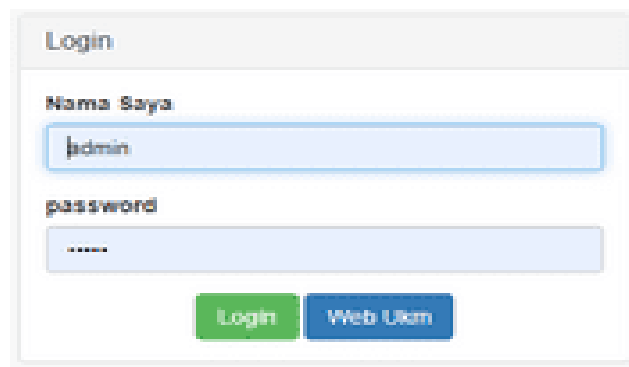 Login
Nama Saya
admin
password
•••••
Login Web Ukm